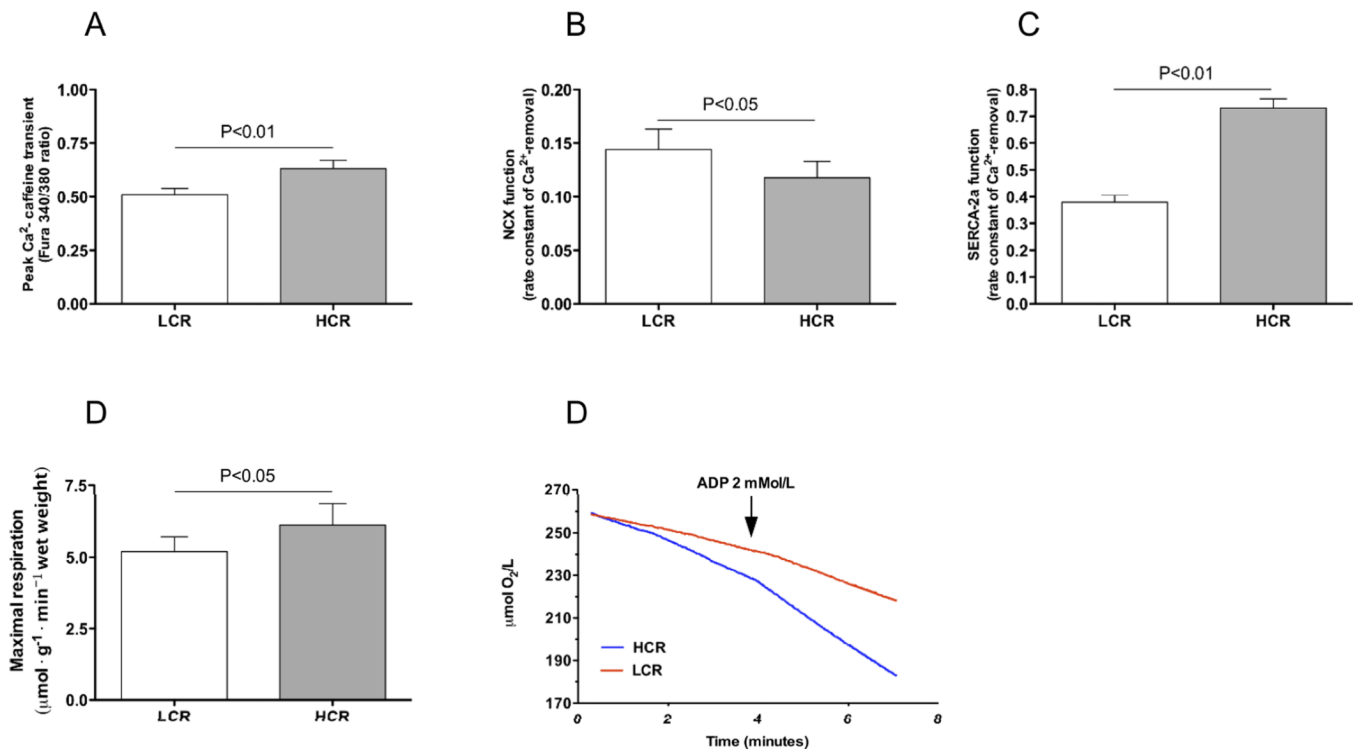 A
Peak Ca²⁻ caffeine transient
(Fura 340/380 ratio)
1.00
0.75
0.50
0.25
0.00
P<0.01
LCR
HCR
B
NCX function
(rate constant of Ca²⁺-removal)
0.20
0.15
0.10
0.05
0.00
P<0.05
LCR
HCR
C
SERCA-2a function
(rate constant of Ca²⁺-removal)
0.8
0.7
0.6
0.5
0.4
0.3
0.2
0.1
0.0
P<0.01
LCR
HCR
D
Maximal respiration
(μmol · g⁻¹ · min⁻¹ wet weight)
7.5
5.0
2.5
0.0
P<0.05
LCR
HCR
D
μmol O₂/L
270
250
230
210
190
170
ADP 2 mMol/L
HCR
LCR
0
2
4
6
8
Time (minutes)